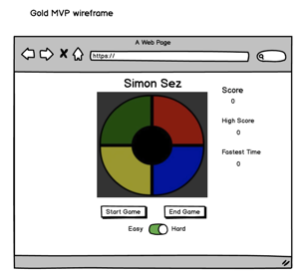 Gold MVP wireframe
A Web Page
https://
Simon Sez
Score
0
High Score
0
Fastest Time
0
Start Game
End Game
Easy
Hard